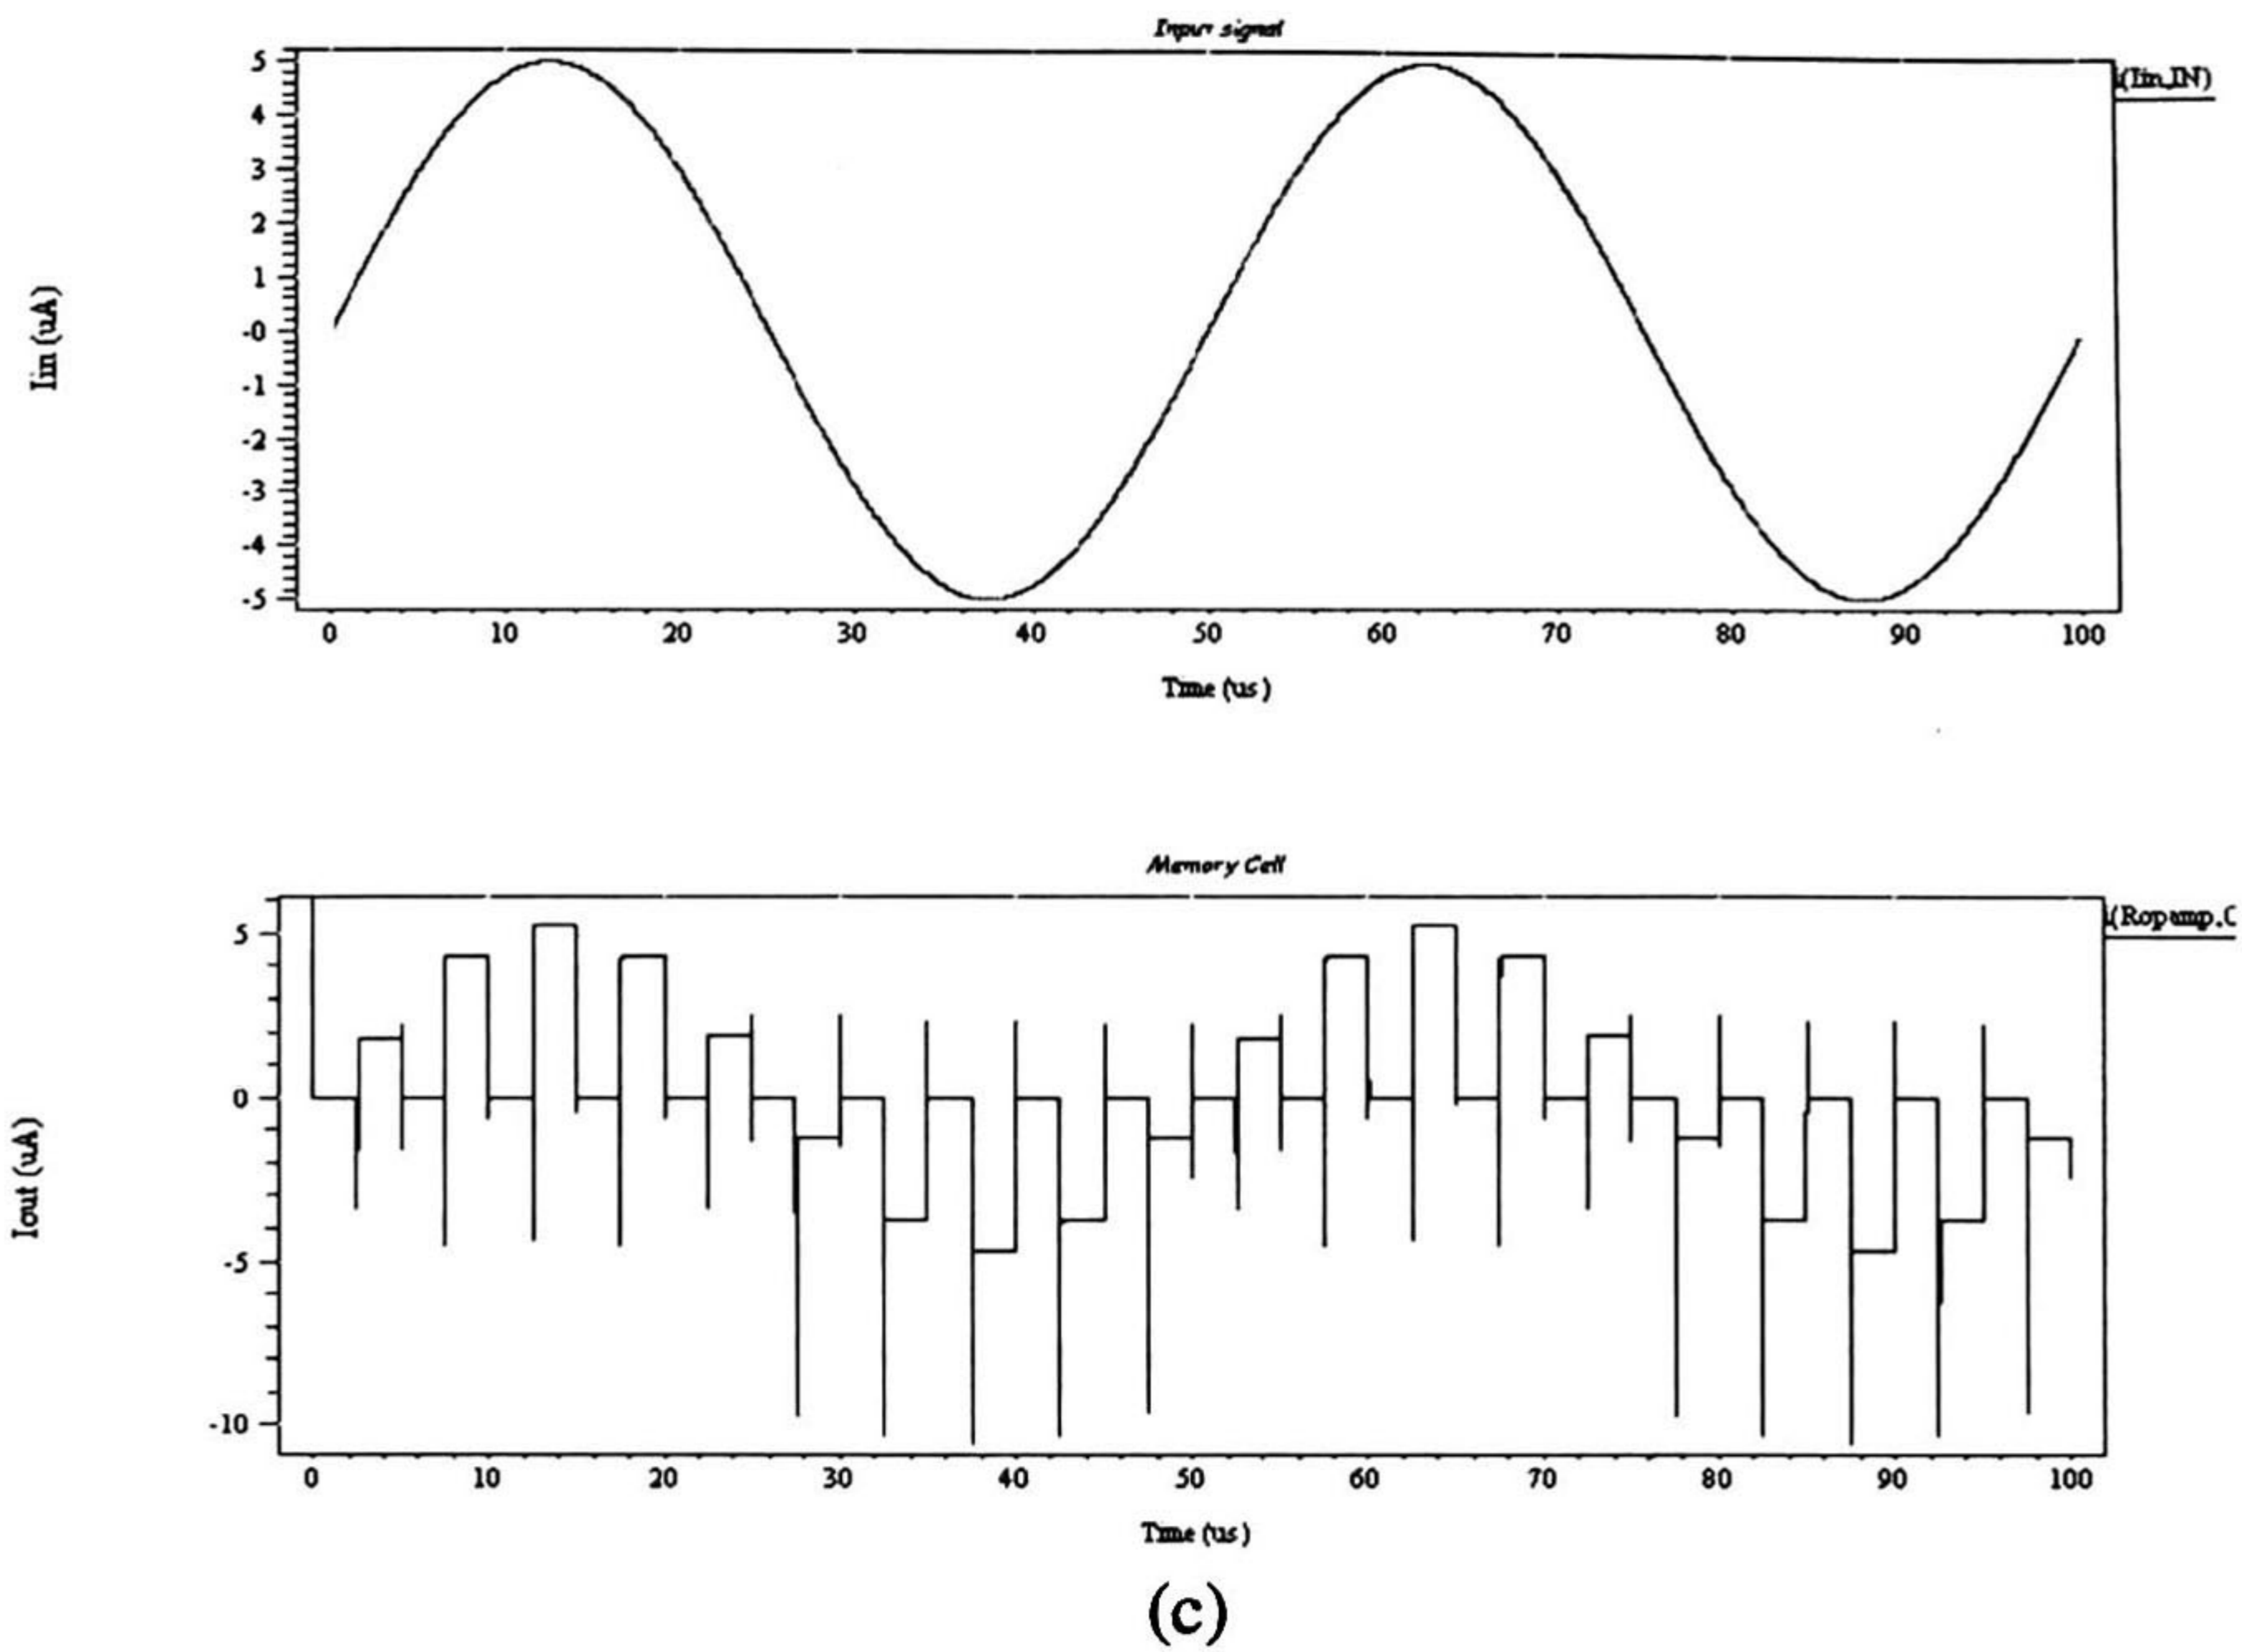 Input signal
5
4
3
2
1
-0
-1
-2
-3
-4
-5
Iin (uA)
i(Iin,IN)
0 10 20 30 40 50 60 70 80 90 100
Time (us)
Memory Cell
5
0
-5
-10
Iout (uA)
i(Ropamp,
0 10 20 30 40 50 60 70 80 90 100
Time (us)
(c)